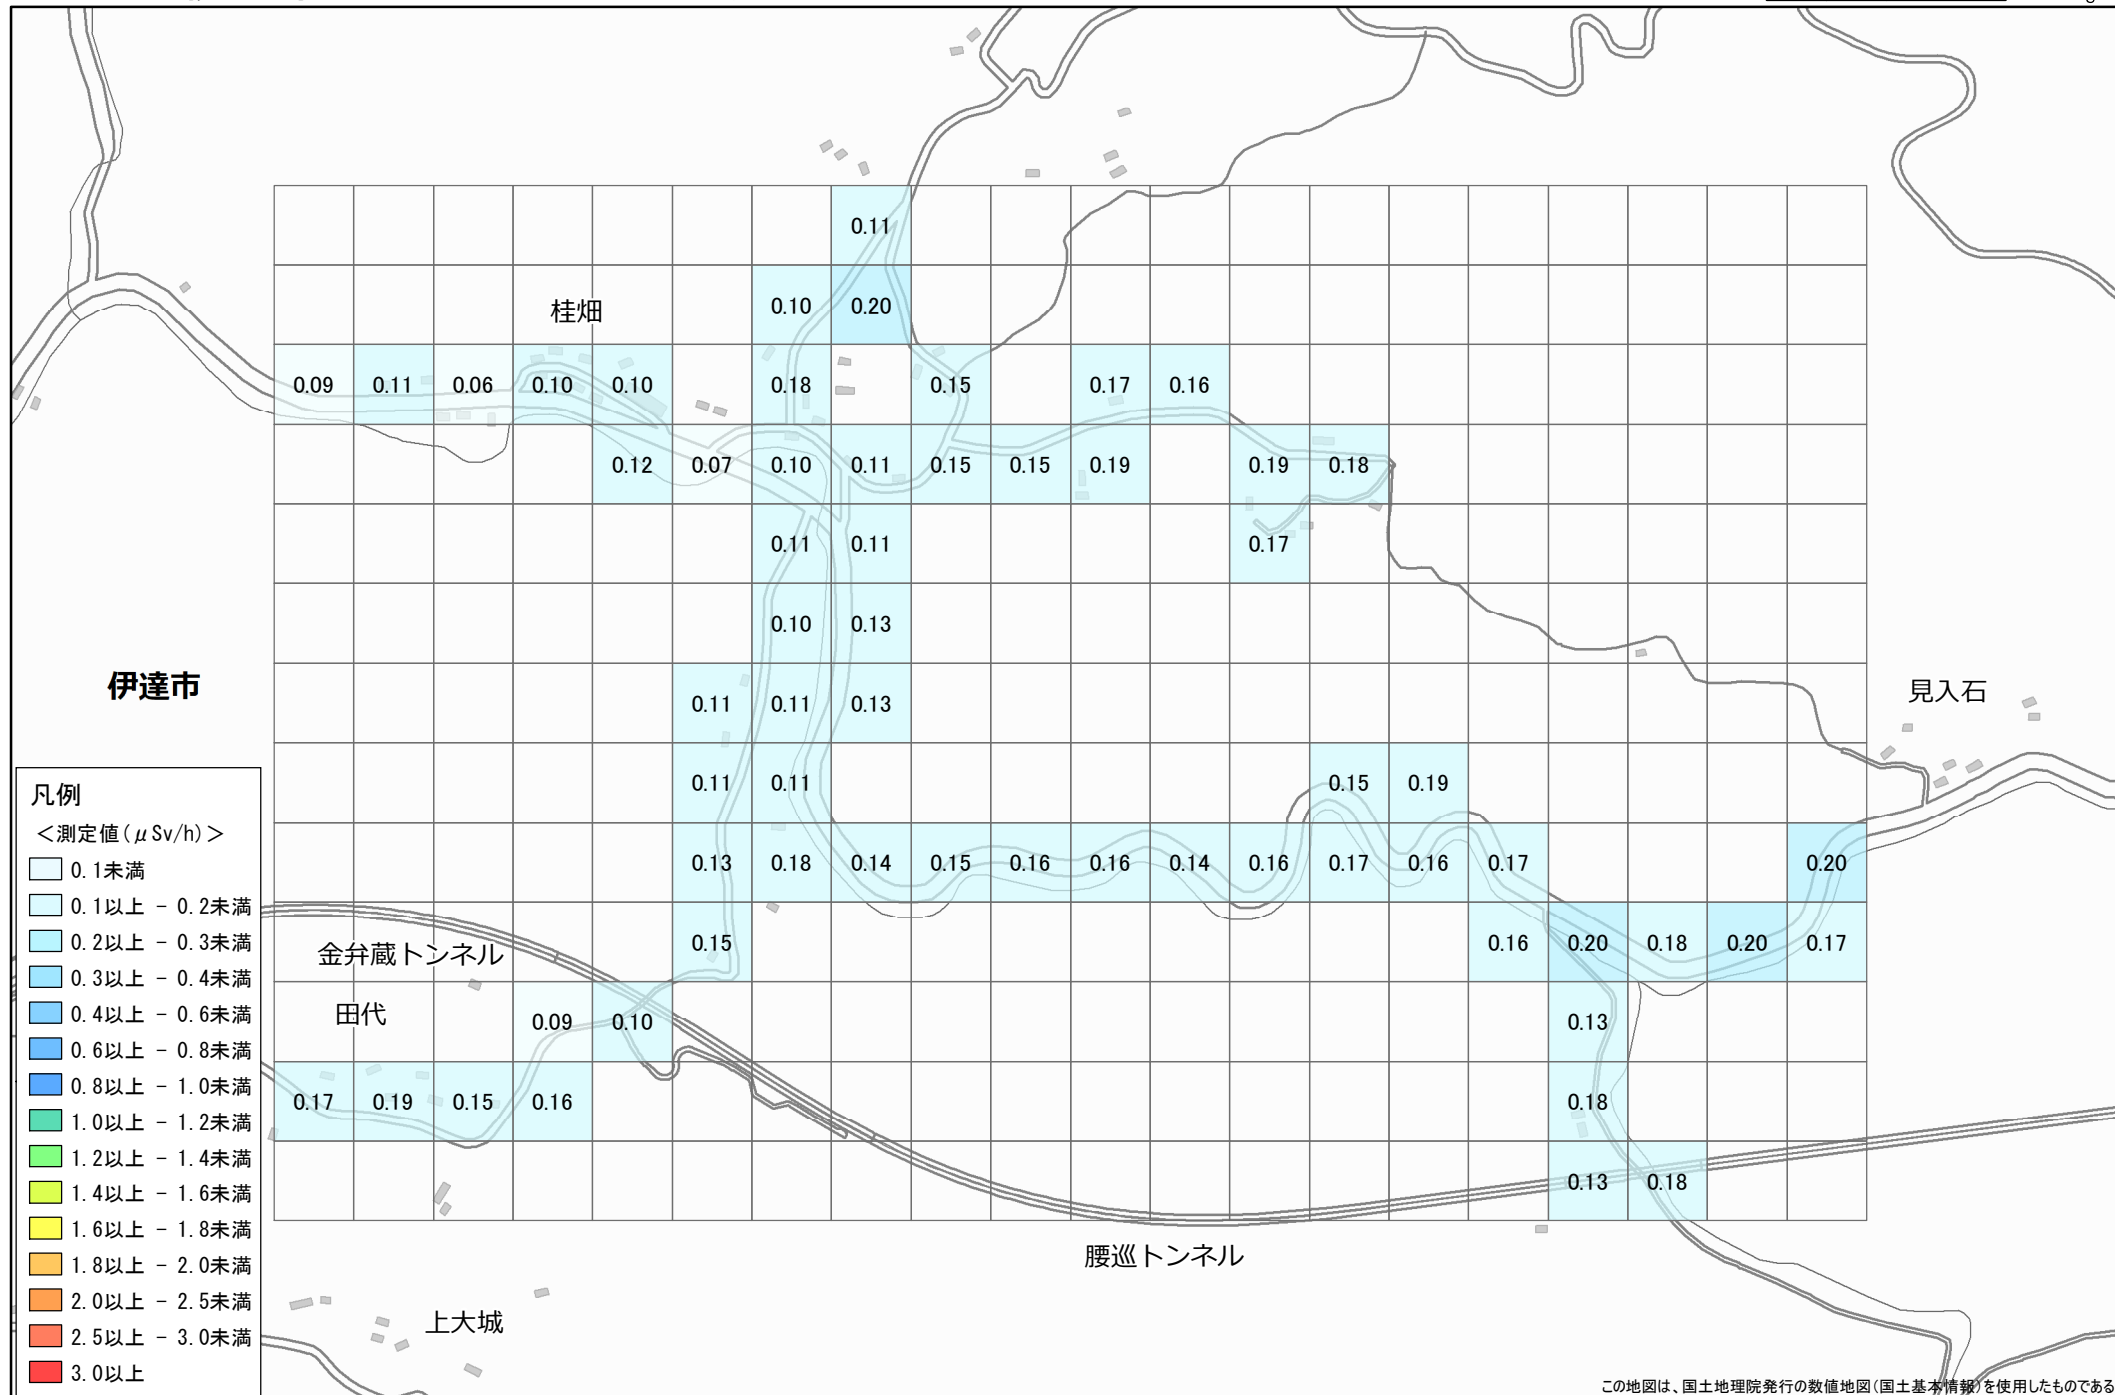 0.11
桂畑 0.10 0.20
0.09 0.11 0.06 0.10 0.10 0.18 0.15 0.17 0.16
0.12 0.07 0.10 0.11 0.15 0.15 0.19 0.19 0.18
0.11 0.11 0.17
0.10 0.13
伊達市
0.11 0.11 0.13
見入石
0.11 0.11 0.15 0.19
0.13 0.18 0.14 0.15 0.16 0.16 0.14 0.16 0.17 0.16 0.17 0.20
金弁蔵トンネル 0.15 0.16 0.20 0.18 0.20 0.17
田代 0.09 0.10 0.13
0.17 0.19 0.15 0.16 0.18
0.13 0.18
腰巡トンネル
上大城
凡例
<測定値(μSv/h)>
0.1未満
0.1以上 - 0.2未満
0.2以上 - 0.3未満
0.3以上 - 0.4未満
0.4以上 - 0.6未満
0.6以上 - 0.8未満
0.8以上 - 1.0未満
1.0以上 - 1.2未満
1.2以上 - 1.4未満
1.4以上 - 1.6未満
1.6以上 - 1.8未満
1.8以上 - 2.0未満
2.0以上 - 2.5未満
2.5以上 - 3.0未満
3.0以上
この地図は、国土地理院発行の数値地図(国土基本情報)を使用したものである